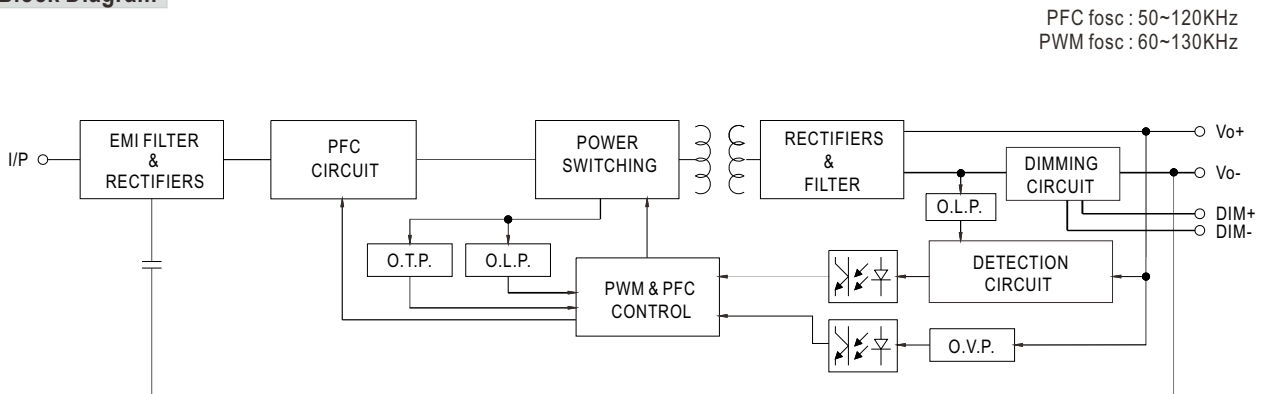 Block Diagram
PFC fosc : 50~120KHz
PWM fosc : 60~130KHz
I/P
EMI FILTER
&
RECTIFIERS
PFC
CIRCUIT
POWER
SWITCHING
RECTIFIERS
&
FILTER
DIMMING
CIRCUIT
Vo+
Vo-
DIM+
DIM-
O.L.P.
O.T.P.
O.L.P.
PWM & PFC
CONTROL
DETECTION
CIRCUIT
O.V.P.